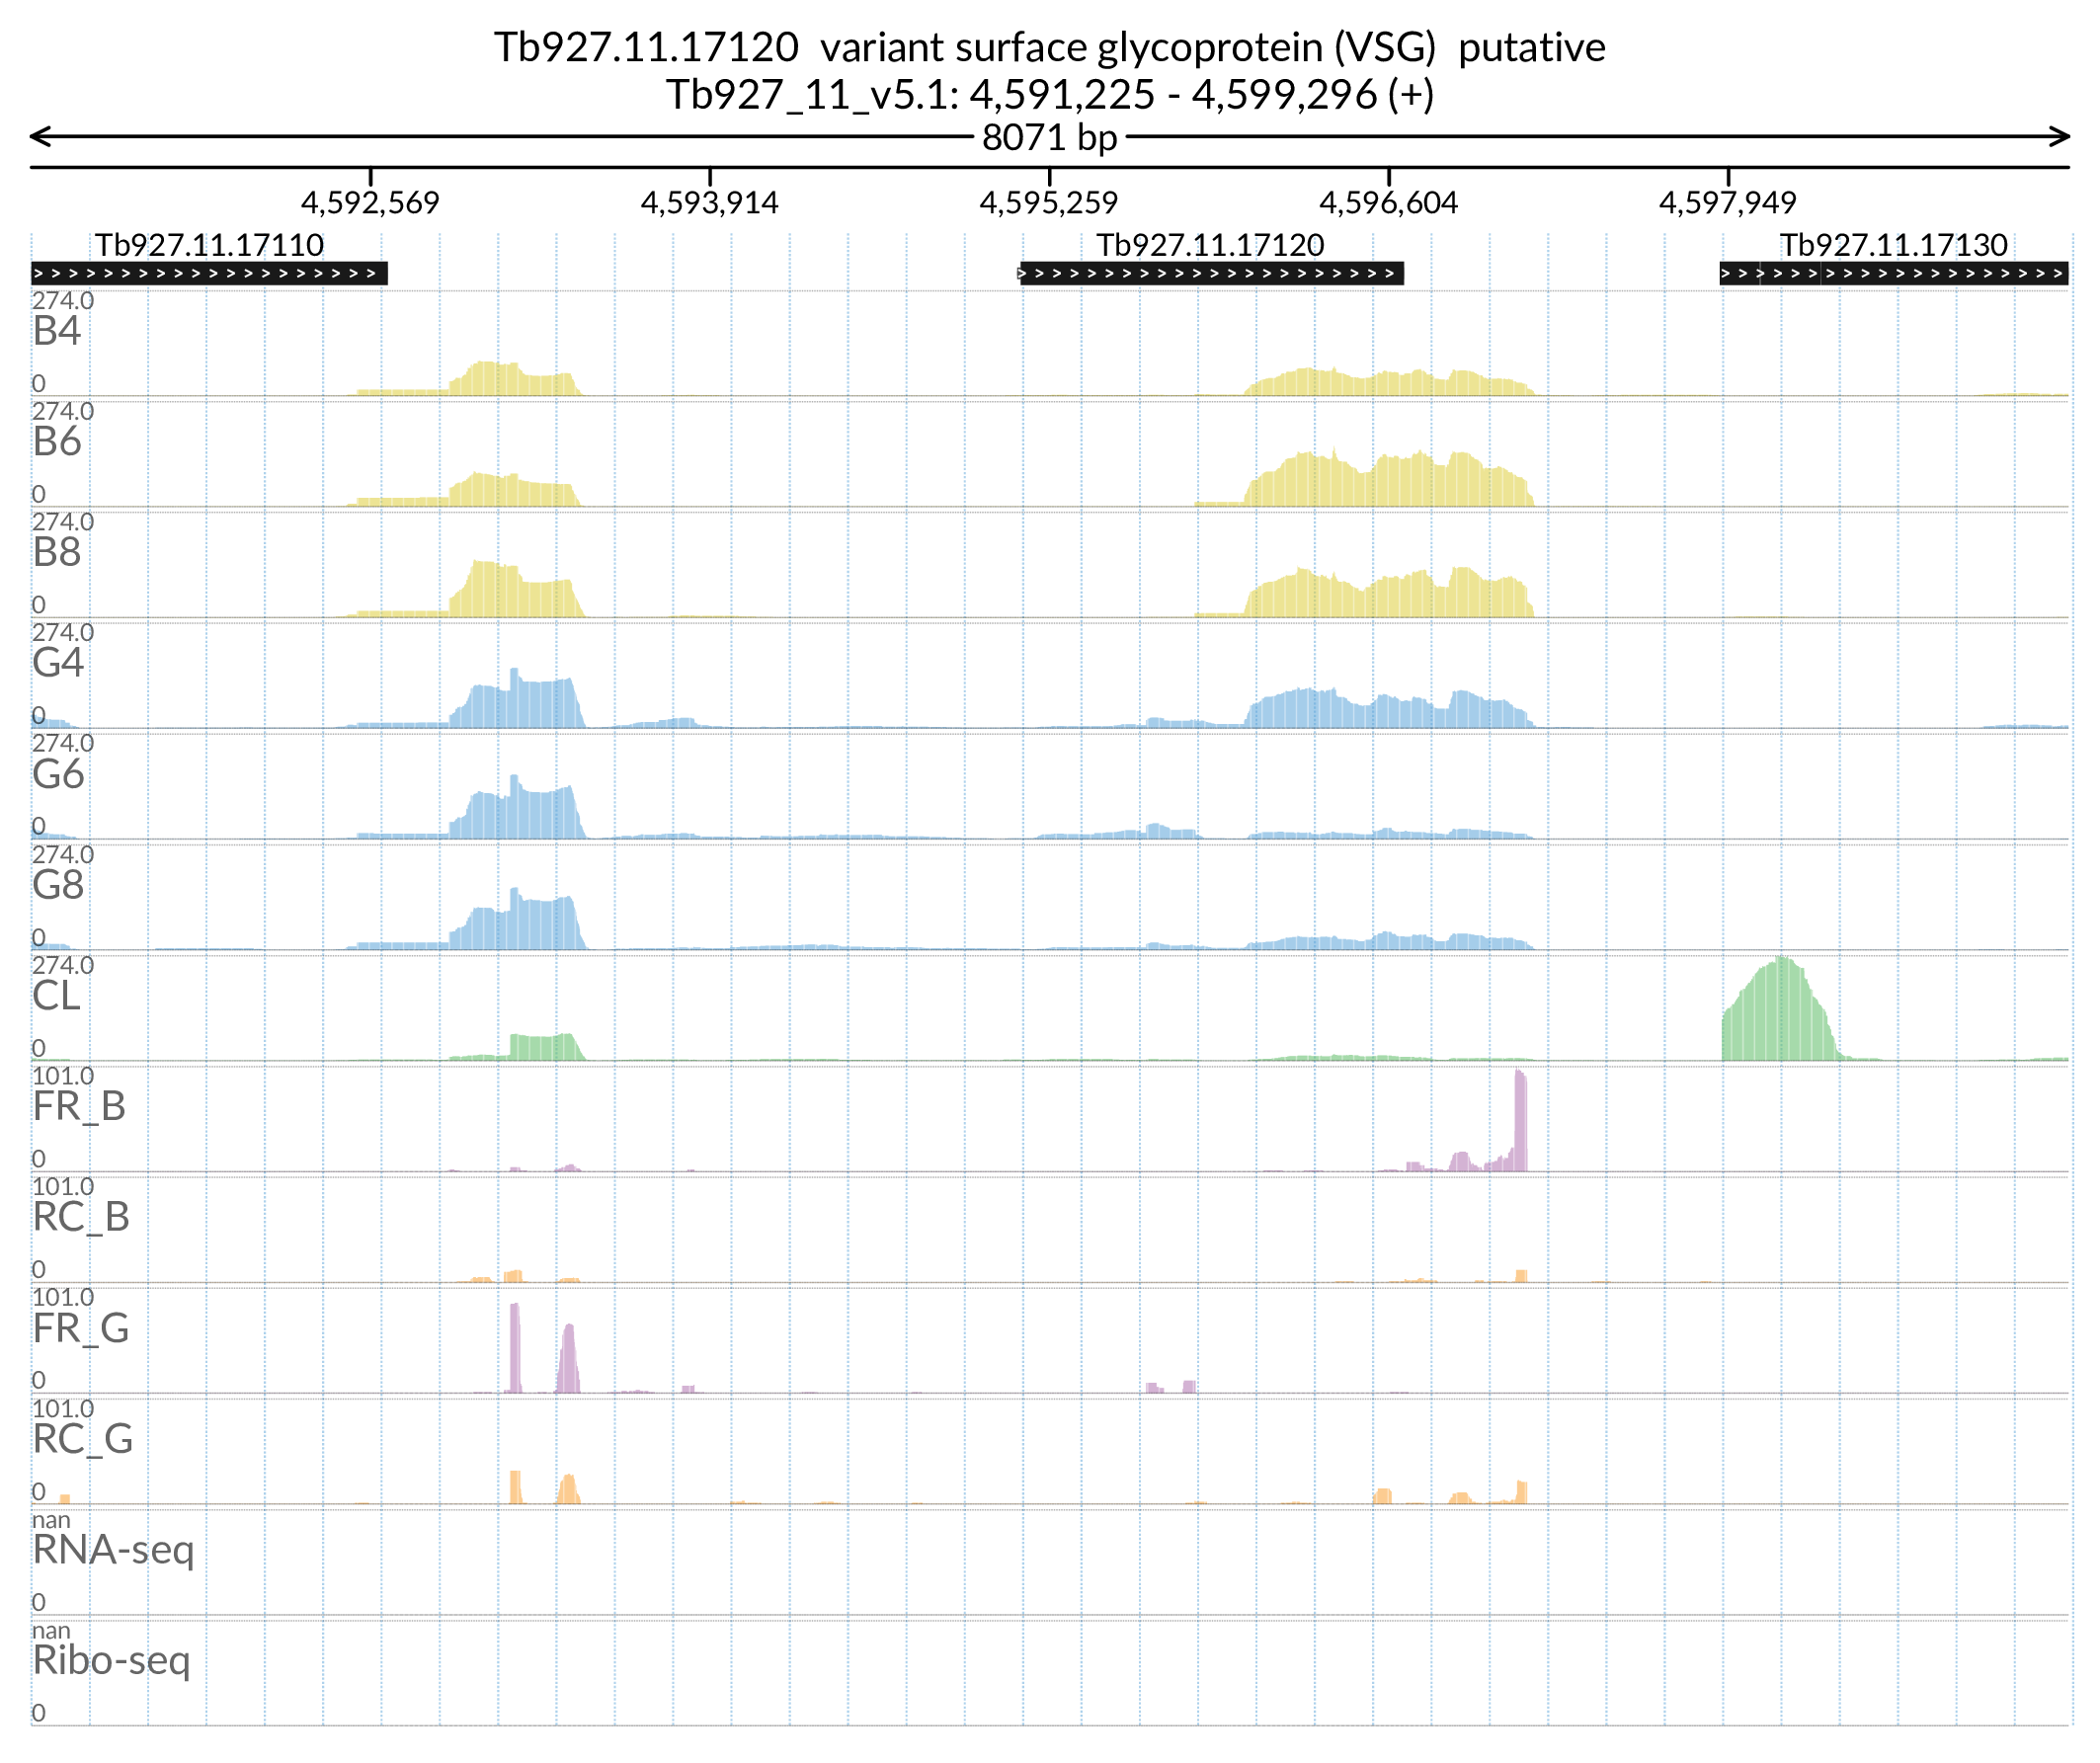 Tb927.11.17120  variant surface glycoprotein (VSG)  putative
Tb927_11_v5.1: 4,591,225 - 4,599,296 (+)
8071 bp
4,592,569 4,593,914 4,595,259 4,596,604 4,597,949
Tb927.11.17110 Tb927.11.17120 Tb927.11.17130
274.0
B4
0
274.0
B6
0
274.0
B8
0
274.0
G4
0
274.0
G6
0
274.0
G8
0
274.0
CL
0
101.0
FR_B
0
101.0
RC_B
0
101.0
FR_G
0
101.0
RC_G
0
nan
RNA-seq
0
nan
Ribo-seq
0